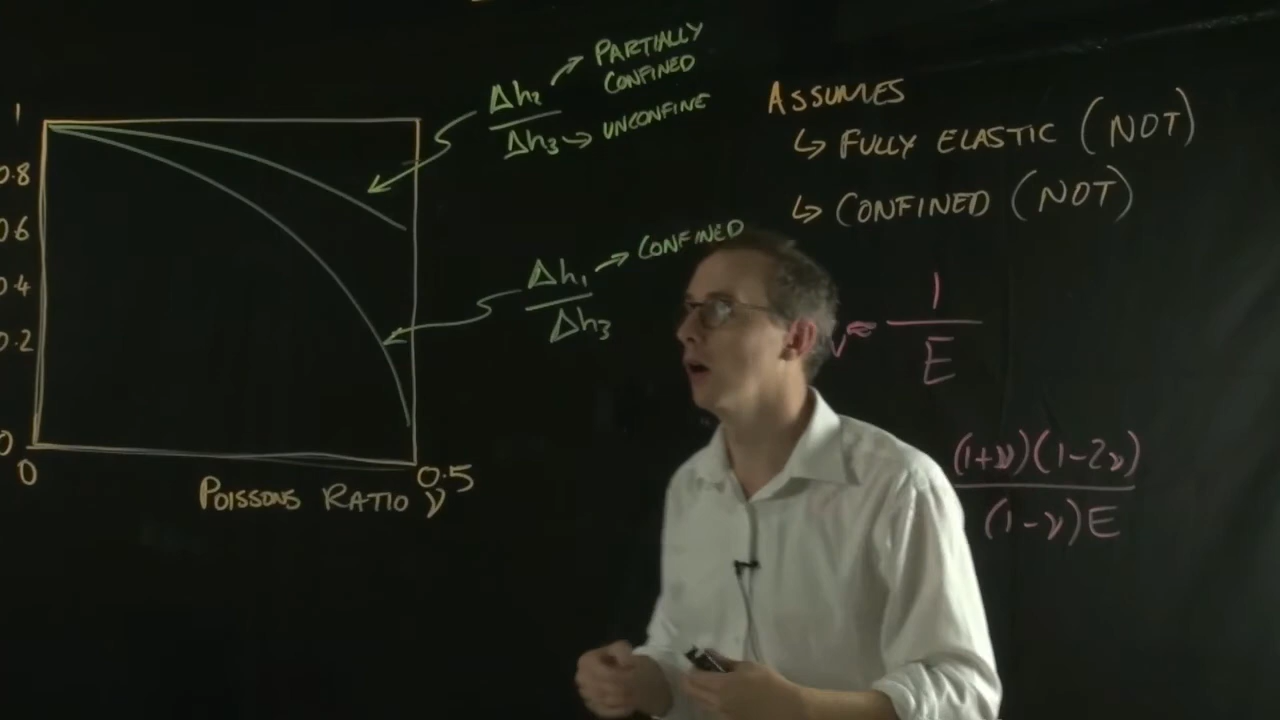 1
0.8
0.6
0.4
0.2
0
0
0.5
POISSONS RATIO ν
Δh₂
Δh₃
PARTIALLY
CONFINED
UNCONFINE
Δh₁
Δh₃
CONFINED
ASSUMES
↳ FULLY ELASTIC (NOT)
↳ CONFINED (NOT)
1
E
(1+ν)(1-2ν)
(1-ν)E